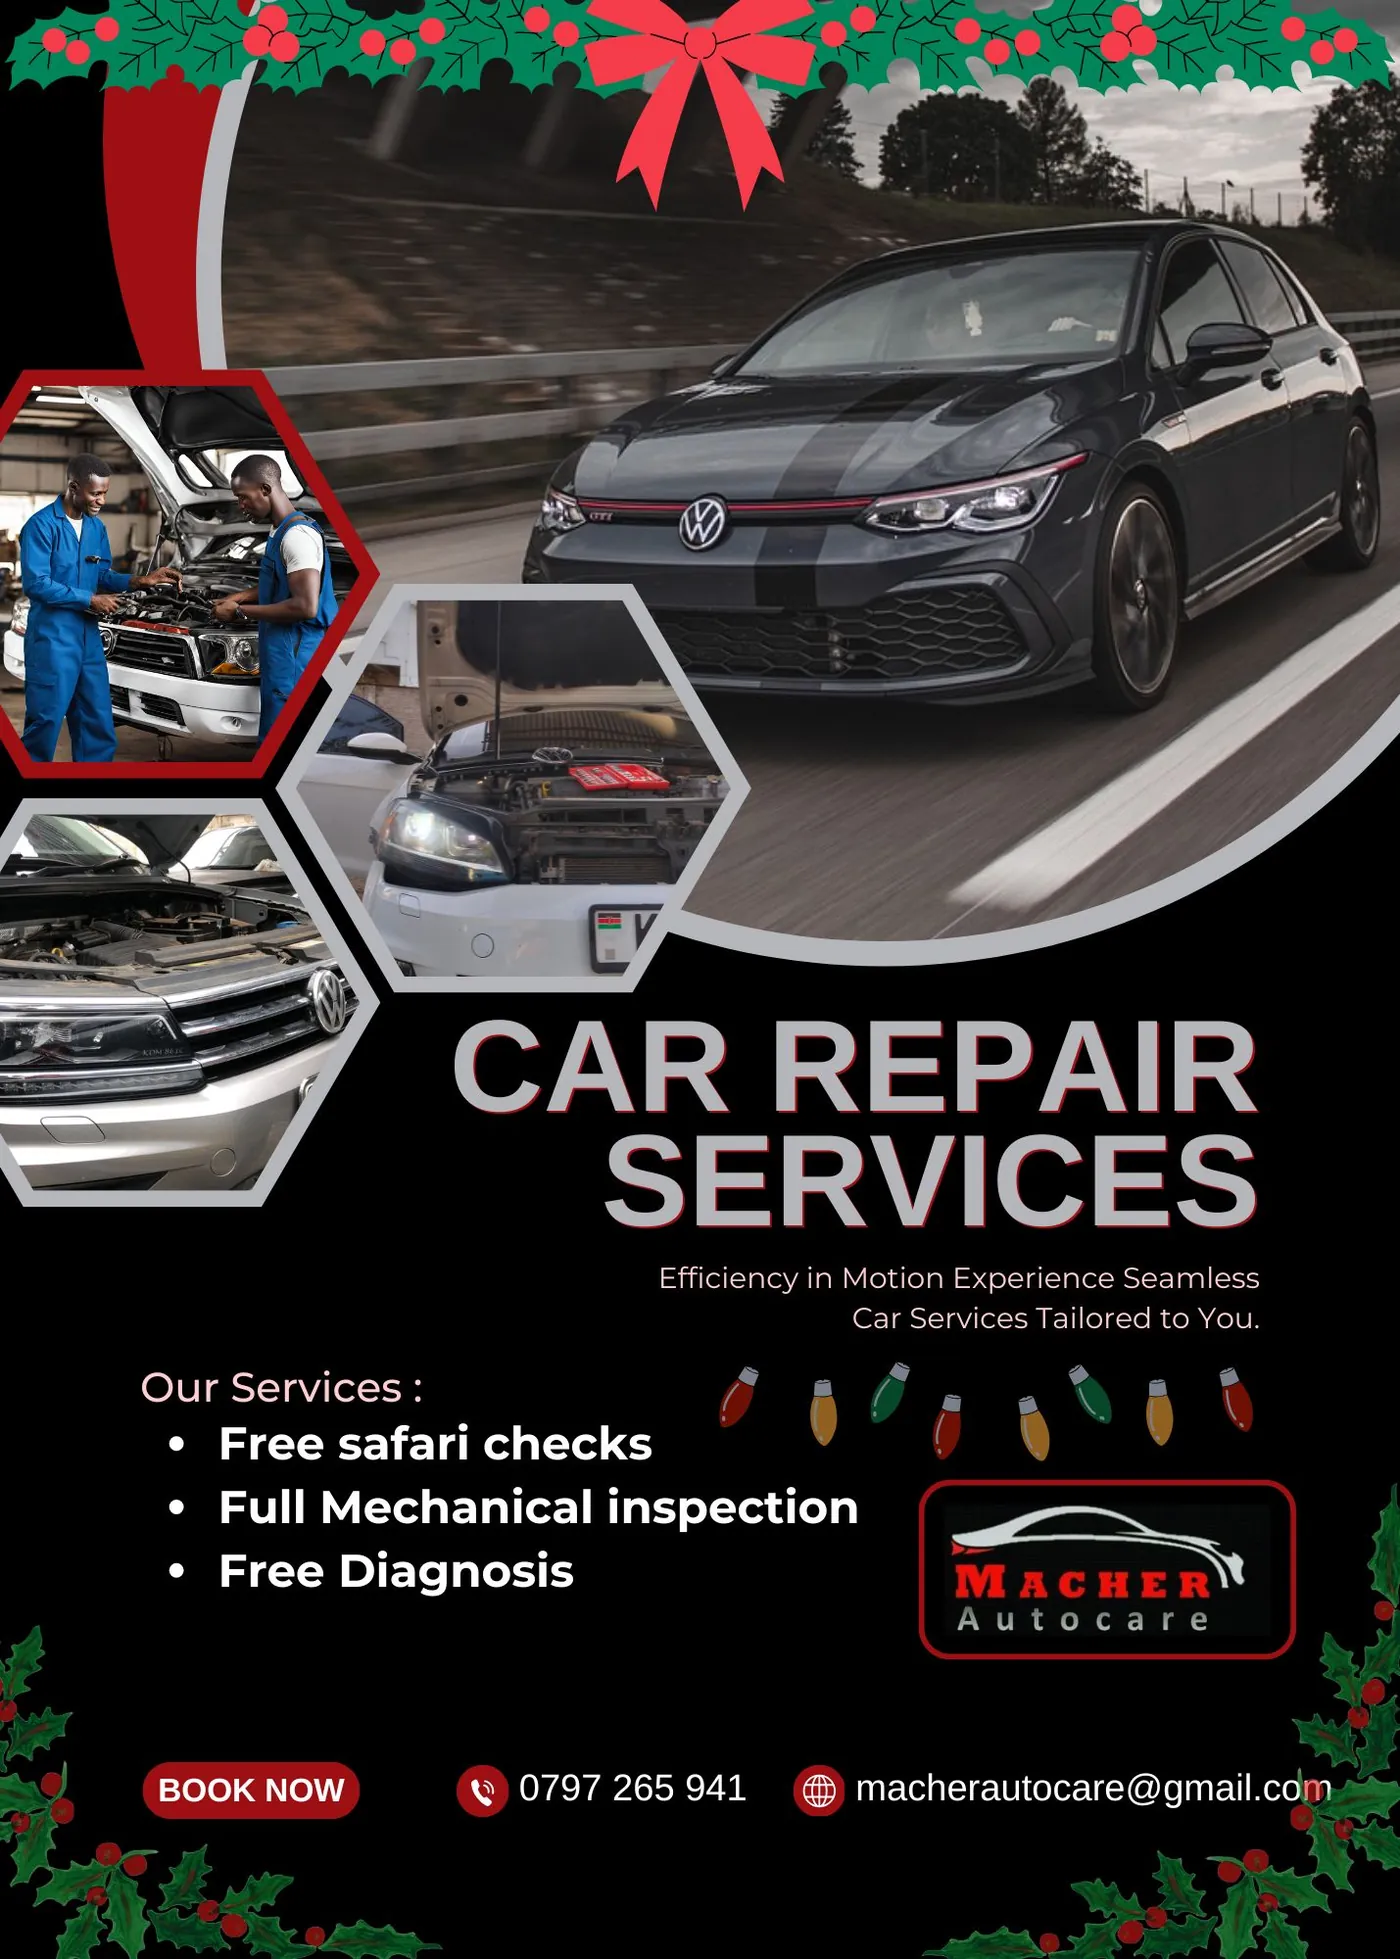 GTI
CAR REPAIR
SERVICES
Efficiency in Motion Experience Seamless
Car Services Tailored to You.
Our Services :
• Free safari checks
• Full Mechanical inspection
• Free Diagnosis
MACHER
Autocare
BOOK NOW
0797 265 941
macherautocare@gmail.com